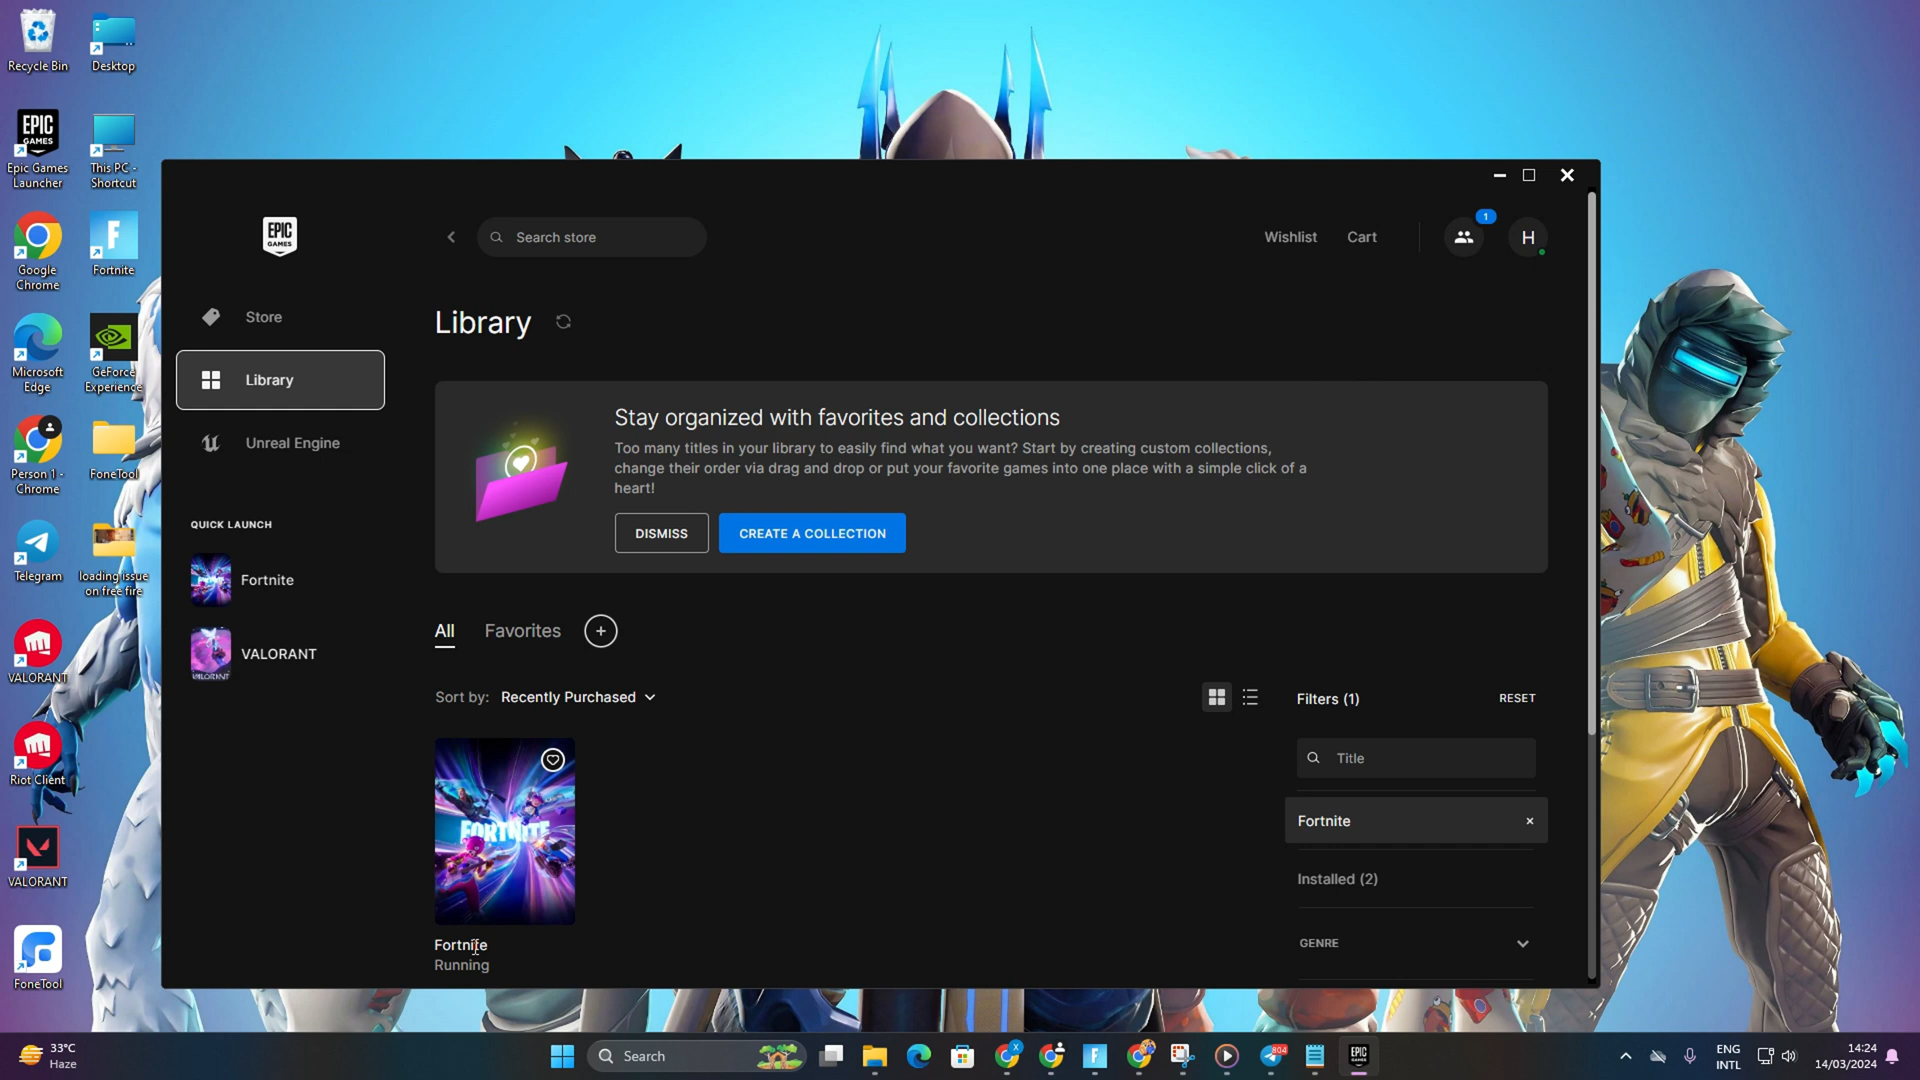 Recycle Bin
Desktop
EPIC
GAMES
Epic Games
Launcher
This PC -
Shortcut
Google
Chrome
F
Fortnite
Microsoft
Edge
GeForce
Experience
Person 1 -
Chrome
FoneTool
Telegram
loading issue
on free fire
VALORANT
Riot Client
VALORANT
FoneTool
EPIC
GAMES
Search store
Wishlist
Cart
1
H
Store
Library
Unreal Engine
QUICK LAUNCH
Fortnite
VALORANT
VALORANT
Library
Stay organized with favorites and collections
Too many titles in your library to easily find what you want? Start by creating custom collections,
change their order via drag and drop or put your favorite games into one place with a simple click of a
heart!
DISMISS
CREATE A COLLECTION
All
Favorites
+
Sort by: Recently Purchased
Filters (1)
RESET
Title
Fortnite
Installed (2)
GENRE
FORTNITE
Fortnite
Running
33°C
Haze
Search
X
F
804
EPIC
GAMES
ENG
INTL
14:24
14/03/2024